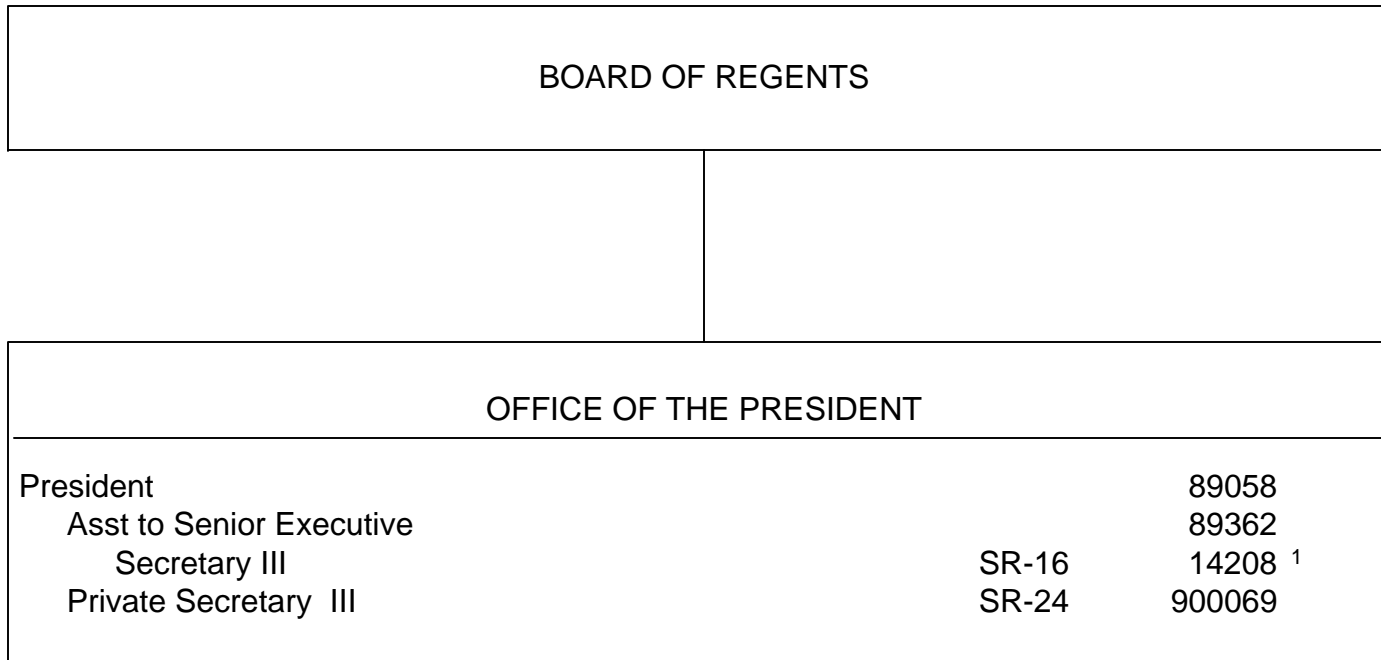 BOARD OF REGENTS
OFFICE OF THE PRESIDENT
President 89058
Asst to Senior Executive 89362
Secretary III SR-16 14208 1
Private Secretary III SR-24 900069